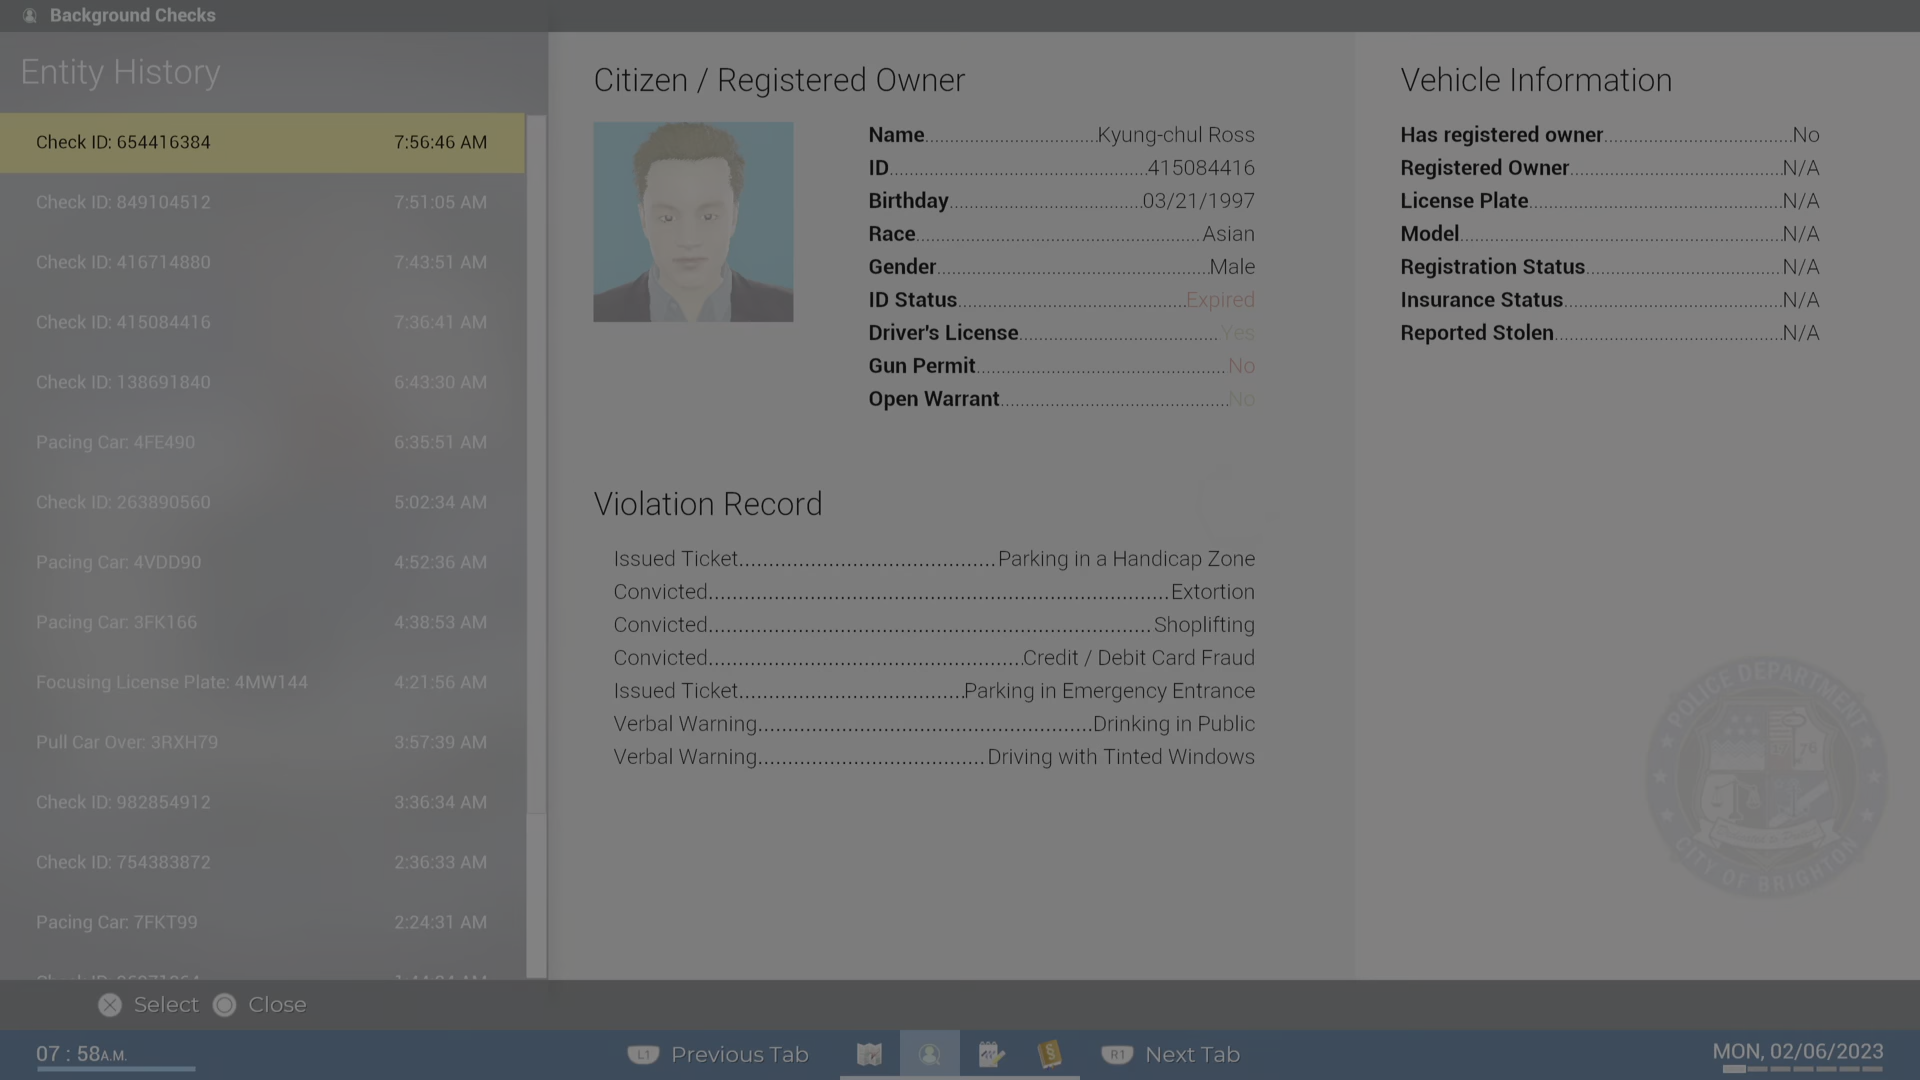 Background Checks
Entity History
Check ID: 654416384 7:56:46 AM
Check ID: 849104512 7:51:05 AM
Check ID: 416714880 7:43:51 AM
Check ID: 415084416 7:36:41 AM
Check ID: 138691840 6:43:30 AM
Pacing Car: 4FE490 6:35:51 AM
Check ID: 263890560 5:02:34 AM
Pacing Car: 4VDD90 4:52:36 AM
Pacing Car: 3FK166 4:38:53 AM
Focusing License Plate: 4MW144 4:21:56 AM
Pull Car Over: 3RXH79 3:57:39 AM
Check ID: 982854912 3:36:34 AM
Check ID: 754383872 2:36:33 AM
Pacing Car: 7FKT99 2:24:31 AM
Citizen / Registered Owner
Name Kyung-chul Ross
ID 415084416
Birthday 03/21/1997
Race Asian
Gender Male
ID Status Expired
Driver's License Yes
Gun Permit No
Open Warrant No
Violation Record
Issued Ticket Parking in a Handicap Zone
Convicted Extortion
Convicted Shoplifting
Convicted Credit / Debit Card Fraud
Issued Ticket Parking in Emergency Entrance
Verbal Warning Drinking in Public
Verbal Warning Driving with Tinted Windows
Vehicle Information
Has registered owner No
Registered Owner N/A
License Plate N/A
Model N/A
Registration Status N/A
Insurance Status N/A
Reported Stolen N/A
POLICE DEPARTMENT
CITY OF BRIGHTON
Select Close
07 : 58 A.M.
L1 Previous Tab
R1 Next Tab
MON, 02/06/2023